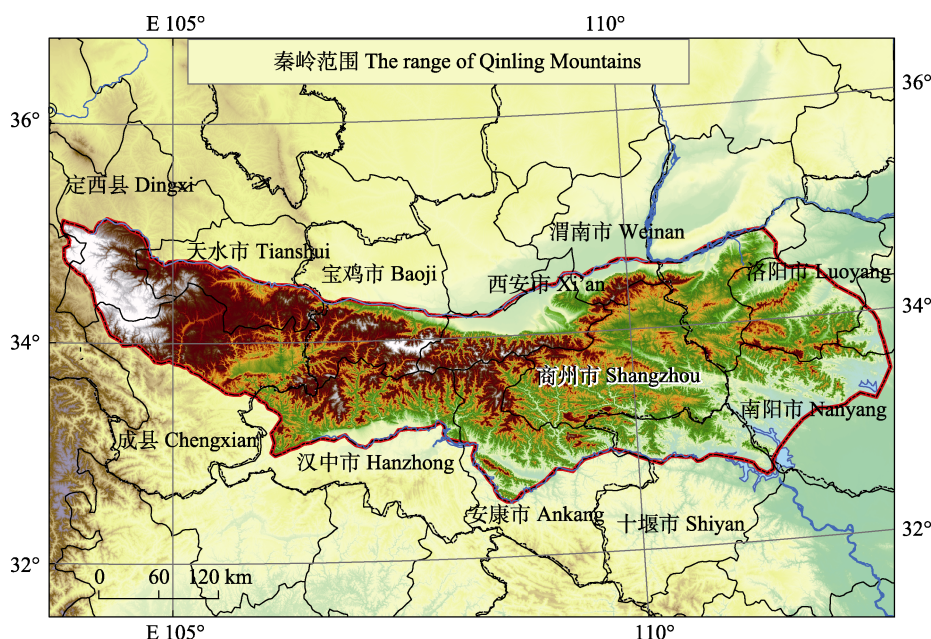 E 105°
110°
秦岭范围 The range of Qinling Mountains
36°
36°
定西县 Dingxi
渭南市 Weinan
天水市 Tianshui
宝鸡市 Baoji
洛阳市 Luoyang
西安市 Xi'an
34°
34°
商州市 Shangzhou
南阳市 Nanyang
成县 Chengxian
汉中市 Hanzhong
安康市 Ankang
十堰市 Shiyan
32°
32°
0 60 120 km
E 105°
110°